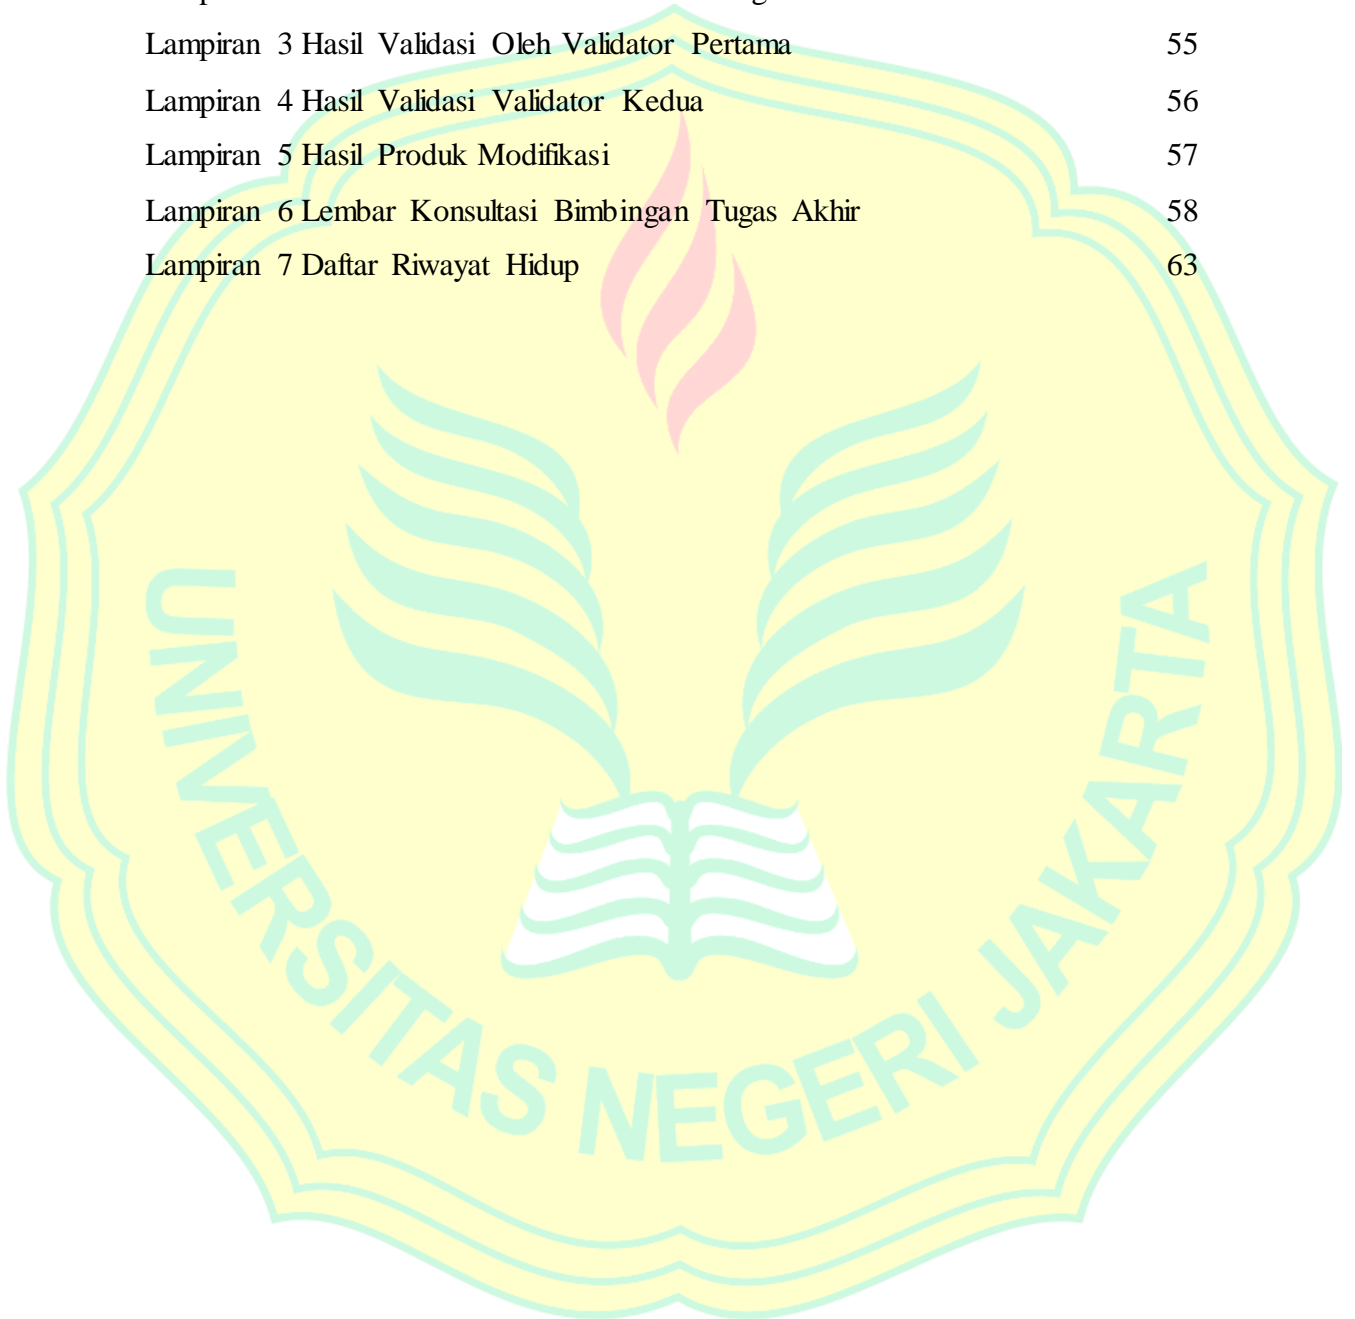 Lampiran 3 Hasil Validasi Oleh Validator Pertama 55
Lampiran 4 Hasil Validasi Validator Kedua 56
Lampiran 5 Hasil Produk Modifikasi 57
Lampiran 6 Lembar Konsultasi Bimbingan Tugas Akhir 58
Lampiran 7 Daftar Riwayat Hidup 63
UNIVERSITAS NEGERI JAKARTA